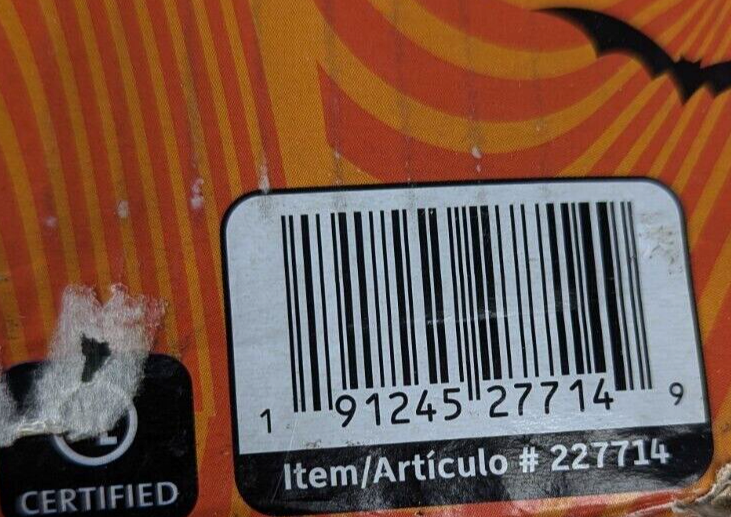 1 91245 27714 9
Item/Artículo # 227714
CERTIFIED